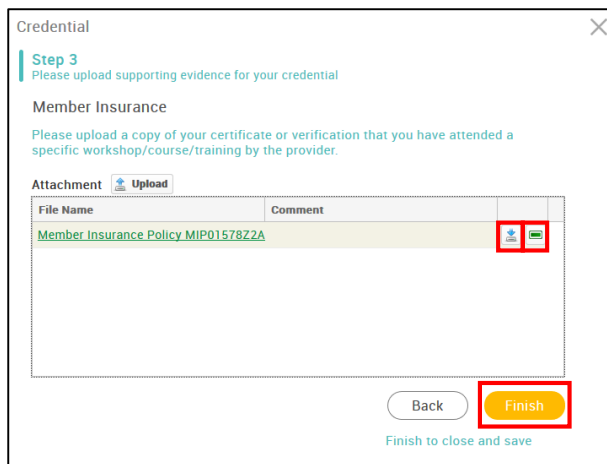 Credential
Step 3
Please upload supporting evidence for your credential
Member Insurance
Please upload a copy of your certificate or verification that you have attended a
specific workshop/course/training by the provider.
Attachment Upload
File Name Comment
Member Insurance Policy MIP01578Z2A
Back Finish
Finish to close and save